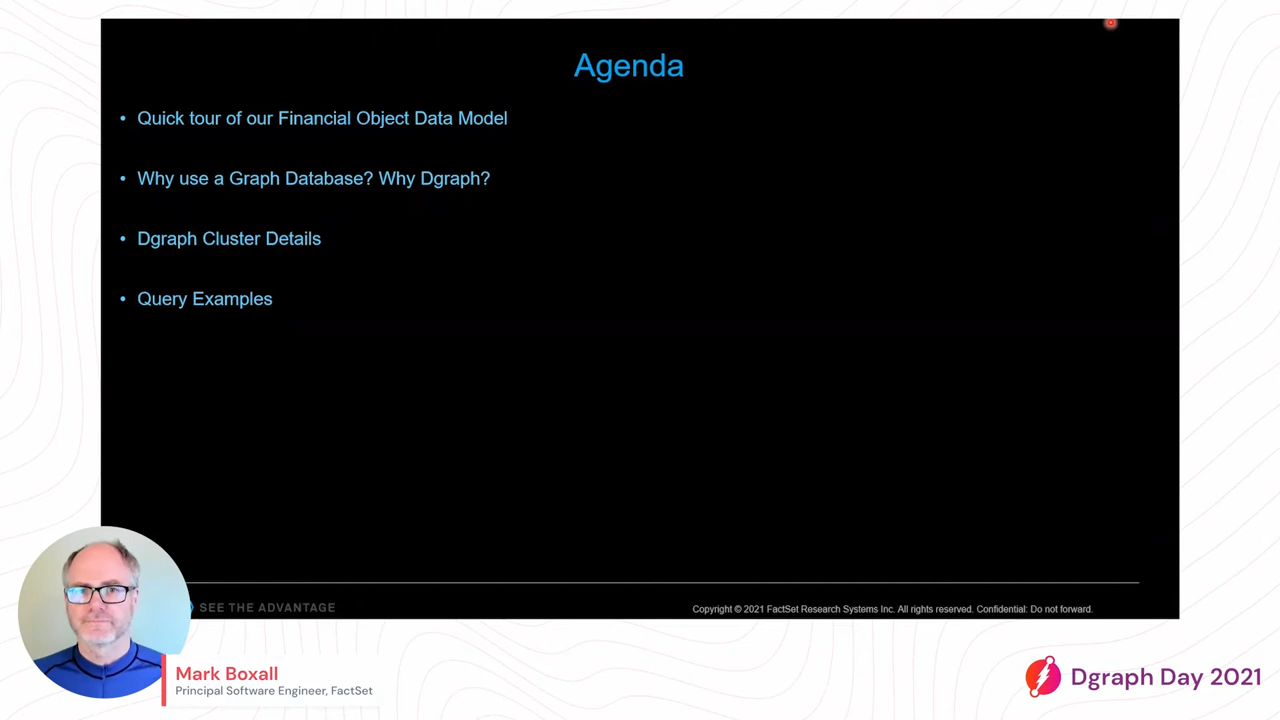 Agenda
• Quick tour of our Financial Object Data Model
• Why use a Graph Database? Why Dgraph?
• Dgraph Cluster Details
• Query Examples
SEE THE ADVANTAGE
Copyright © 2021 FactSet Research Systems Inc. All rights reserved. Confidential: Do not forward.
Mark Boxall
Principal Software Engineer, FactSet
Dgraph Day 2021